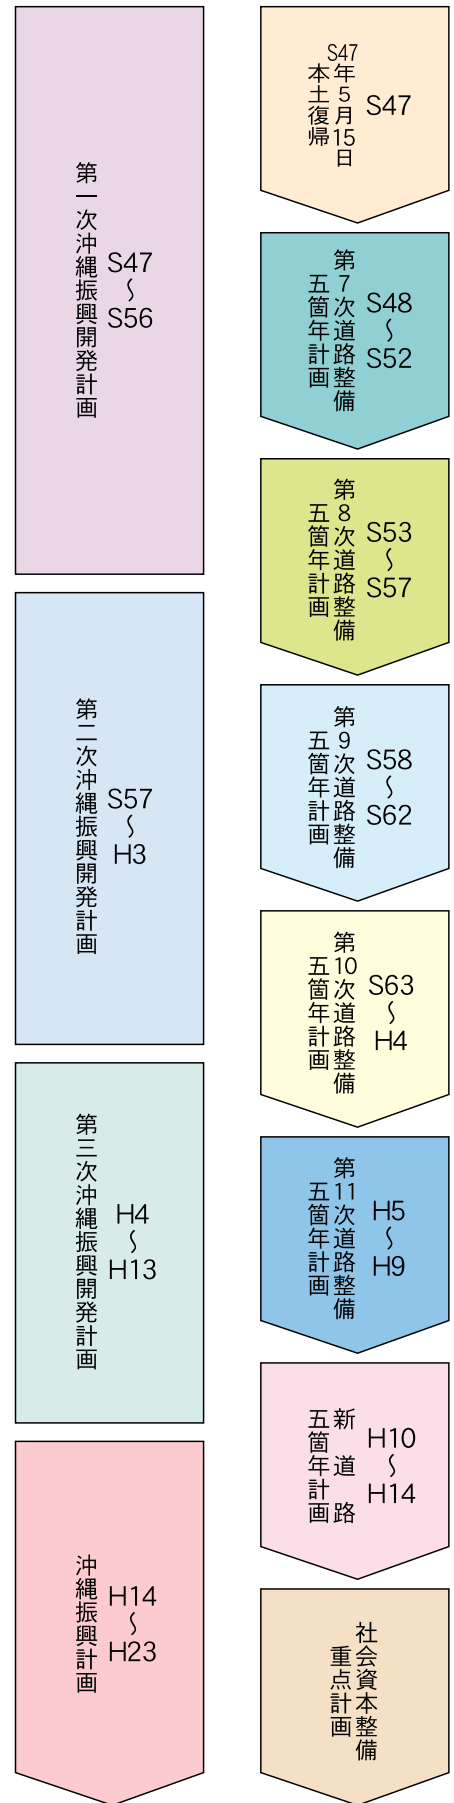 第一次沖縄振興開発計画
S47
〜
S56
第二次沖縄振興開発計画
S57
〜
H3
第三次沖縄振興開発計画
H4
〜
H13
沖縄振興計画
H14
〜
H23
S47年5月15日
本土復帰
S47
第7次道路整備
五箇年計画
S48
〜
S52
第8次道路整備
五箇年計画
S53
〜
S57
第9次道路整備
五箇年計画
S58
〜
S62
第10次道路整備
五箇年計画
S63
〜
H4
第11次道路整備
五箇年計画
H5
〜
H9
新道路
五箇年計画
H10
〜
H14
社会資本整備
重点計画